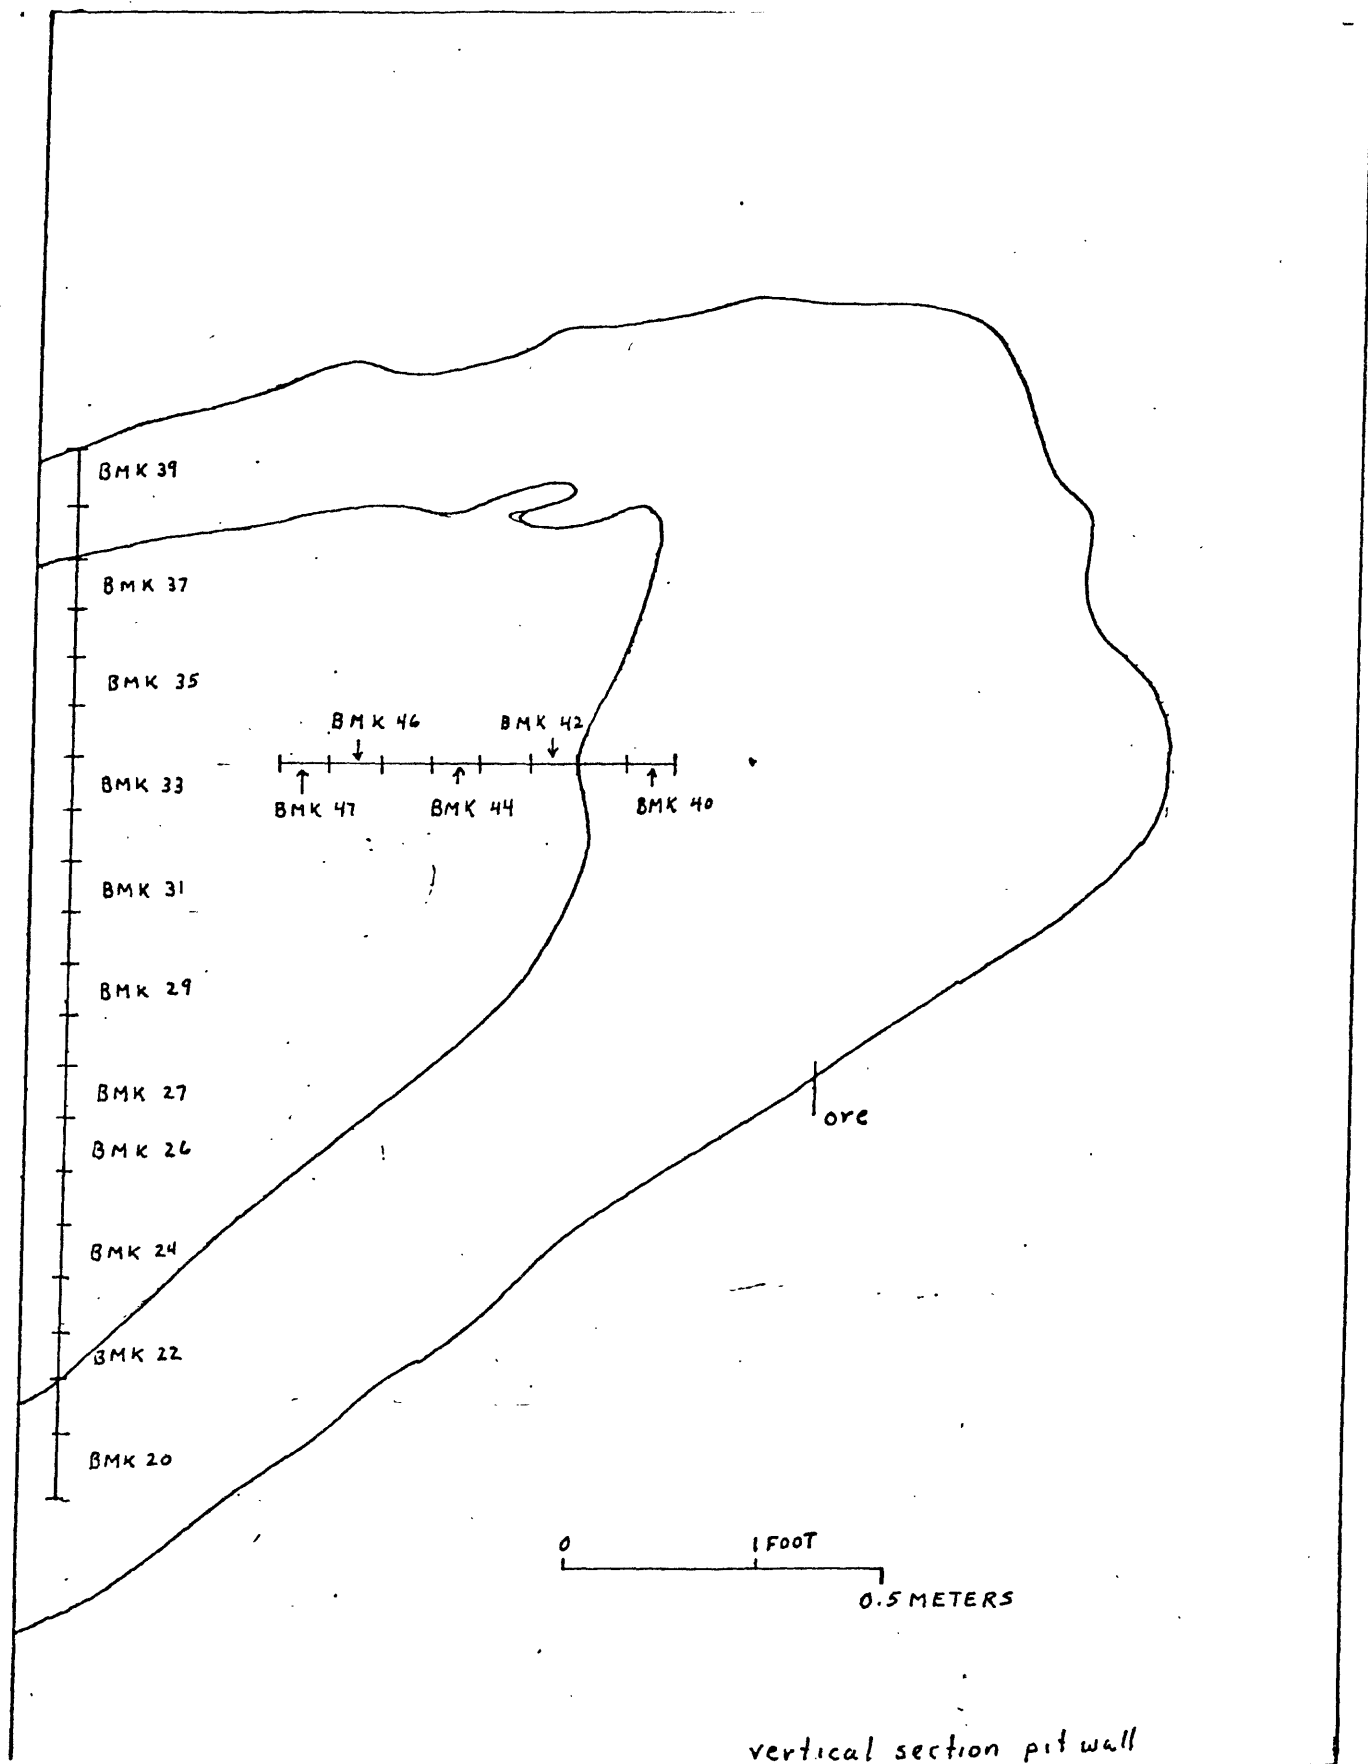 BMK 39
BMK 37
BMK 35
BMK 46 BMK 42
BMK 33
BMK 47 BMK 44 BMK 40
BMK 31
BMK 29
BMK 27
ore
BMK 26
BMK 24
BMK 22
BMK 20
0 1 FOOT
0.5 METERS
vertical section pit wall